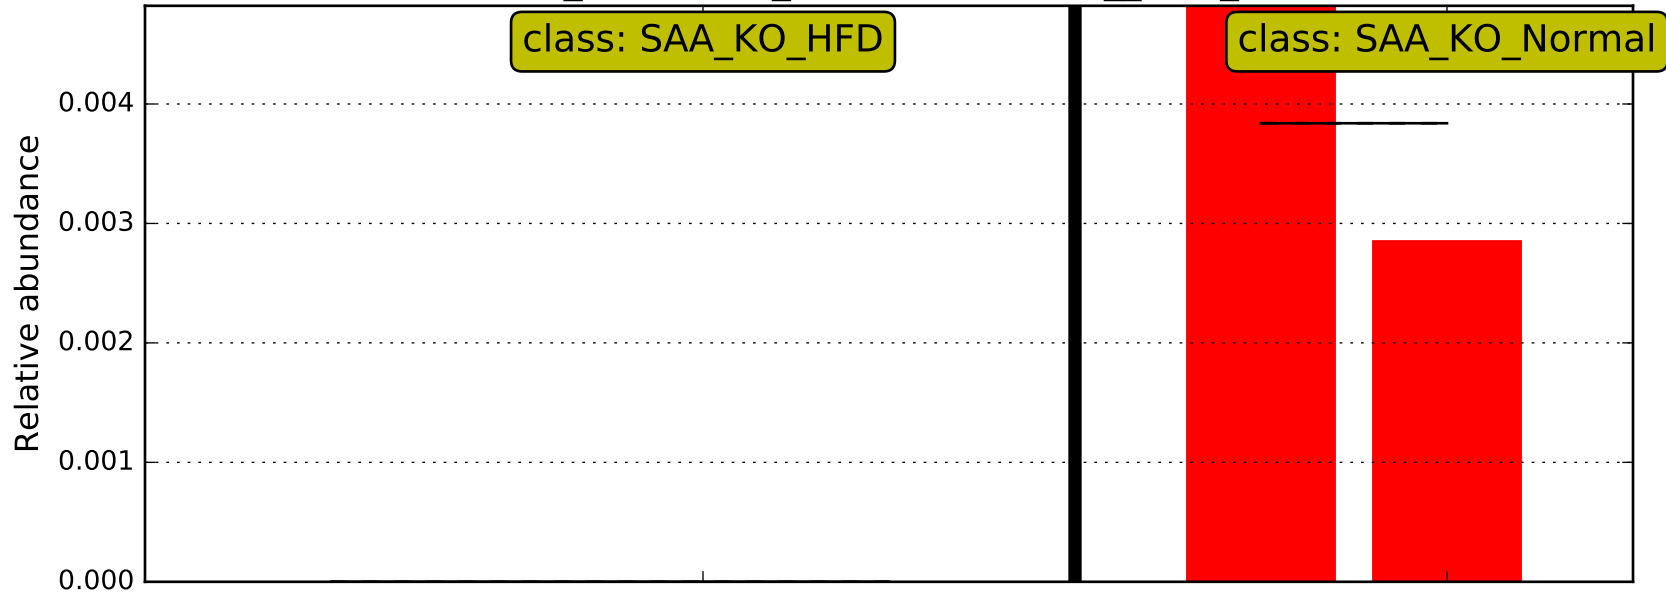 class: SAA_KO_HFD
class: SAA_KO_Normal
0.004
0.003
0.002
0.001
0.000
Relative abundance